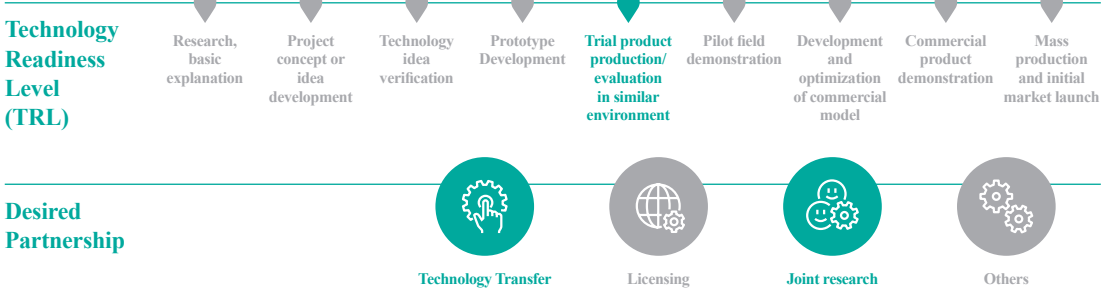 Technology
Readiness
Level
(TRL)
Research,
basic
explanation
Project
concept or
idea
development
Technology
idea
verification
Prototype
Development
Trial product
production/
evaluation
in similar
environment
Pilot field
demonstration
Development
and
optimization
of commercial
model
Commercial
product
demonstration
Mass
production
and initial
market launch
Desired
Partnership
Technology Transfer
Licensing
Joint research
Others